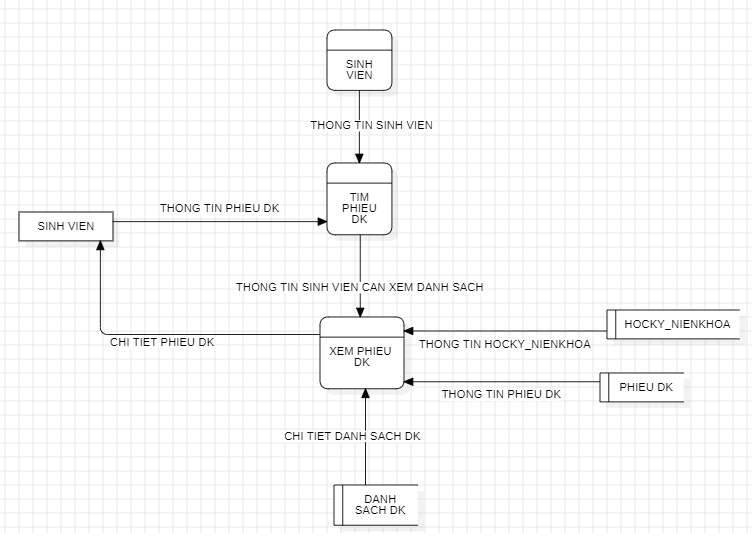 SINH
VIEN
THONG TIN SINH VIEN
TIM
PHIEU
DK
THONG TIN PHIEU DK
SINH VIEN
THONG TIN SINH VIEN CAN XEM DANH SACH
HOCKY_NIENKHOA
CHI TIET PHIEU DK
THONG TIN HOCKY_NIENKHOA
XEM PHIEU
DK
PHIEU DK
THONG TIN PHIEU DK
CHI TIET DANH SACH DK
DANH
SACH DK